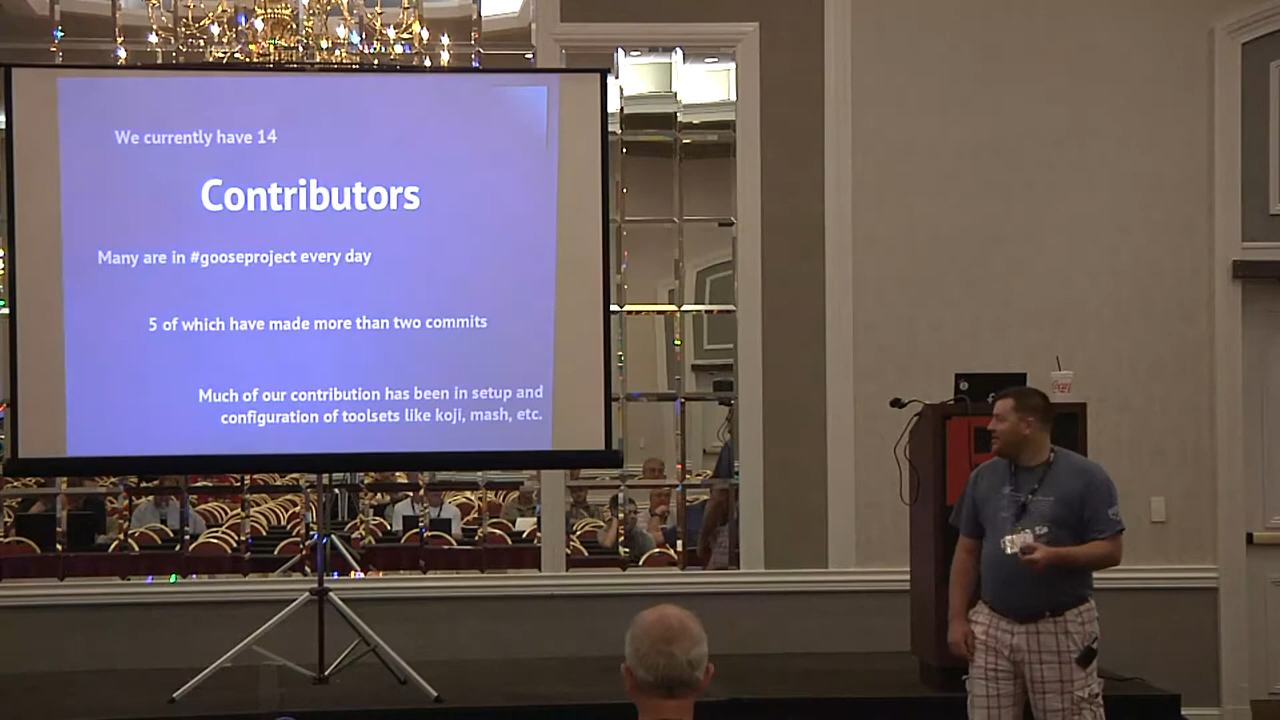 We currently have 14
Contributors
Many are in #gooseproject every day
5 of which have made more than two commits
Much of our contribution has been in setup and
configuration of toolsets like koji, mash, etc.